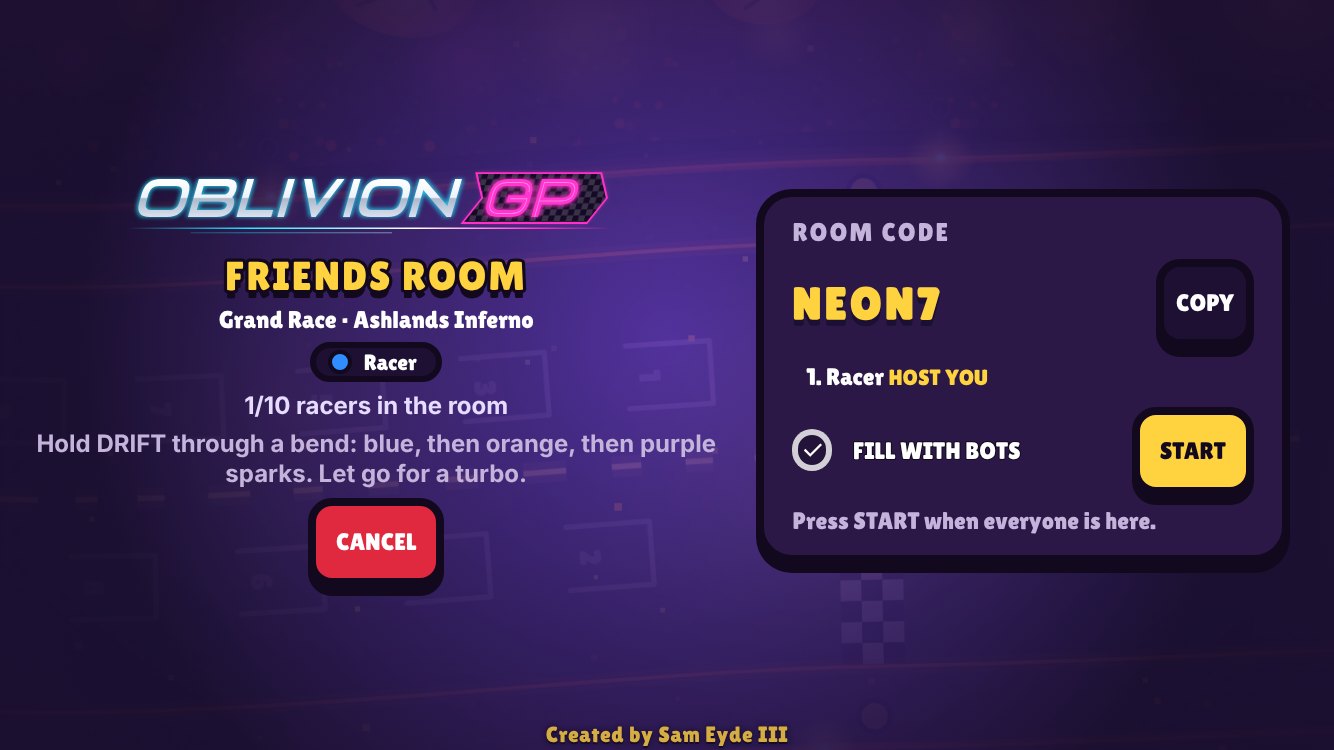 OBLIVION GP
FRIENDS ROOM
Grand Race · Ashlands Inferno
Racer
1/10 racers in the room
Hold DRIFT through a bend: blue, then orange, then purple
sparks. Let go for a turbo.
CANCEL
ROOM CODE
NEON7
COPY
1. Racer HOST YOU
FILL WITH BOTS
START
Press START when everyone is here.
Created by Sam Eyde III